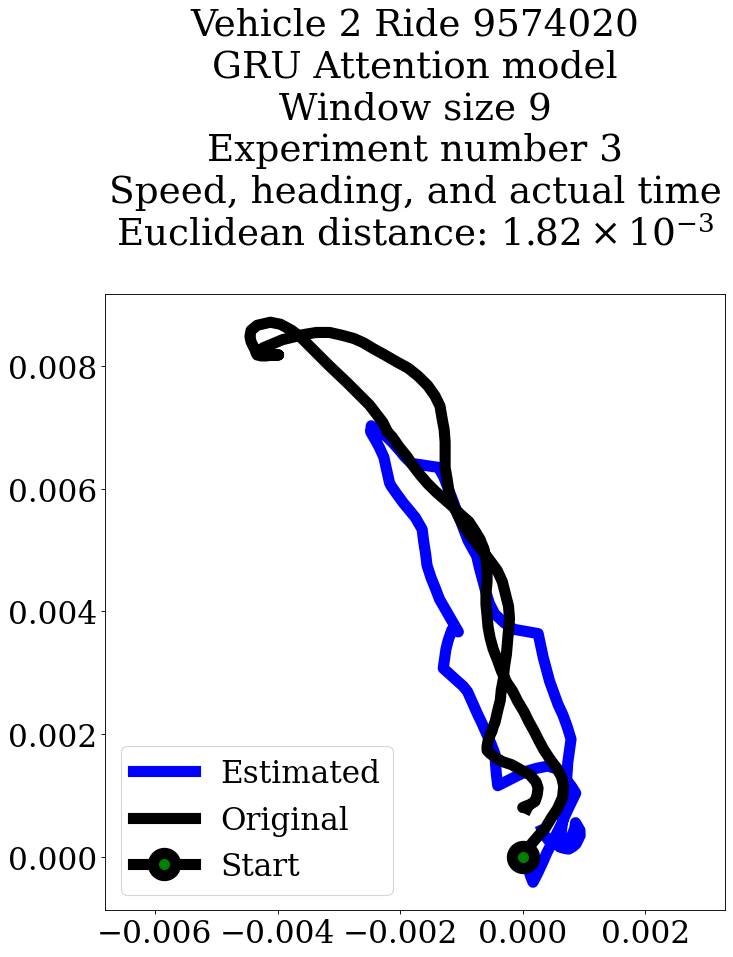 Vehicle 2 Ride 9574020
GRU Attention model
Window size 9
Experiment number 3
Speed, heading, and actual time
Euclidean distance: 1.82 × 10⁻³
0.008
0.006
0.004
0.002
0.000
Estimated
Original
Start
−0.006 −0.004 −0.002 0.000 0.002